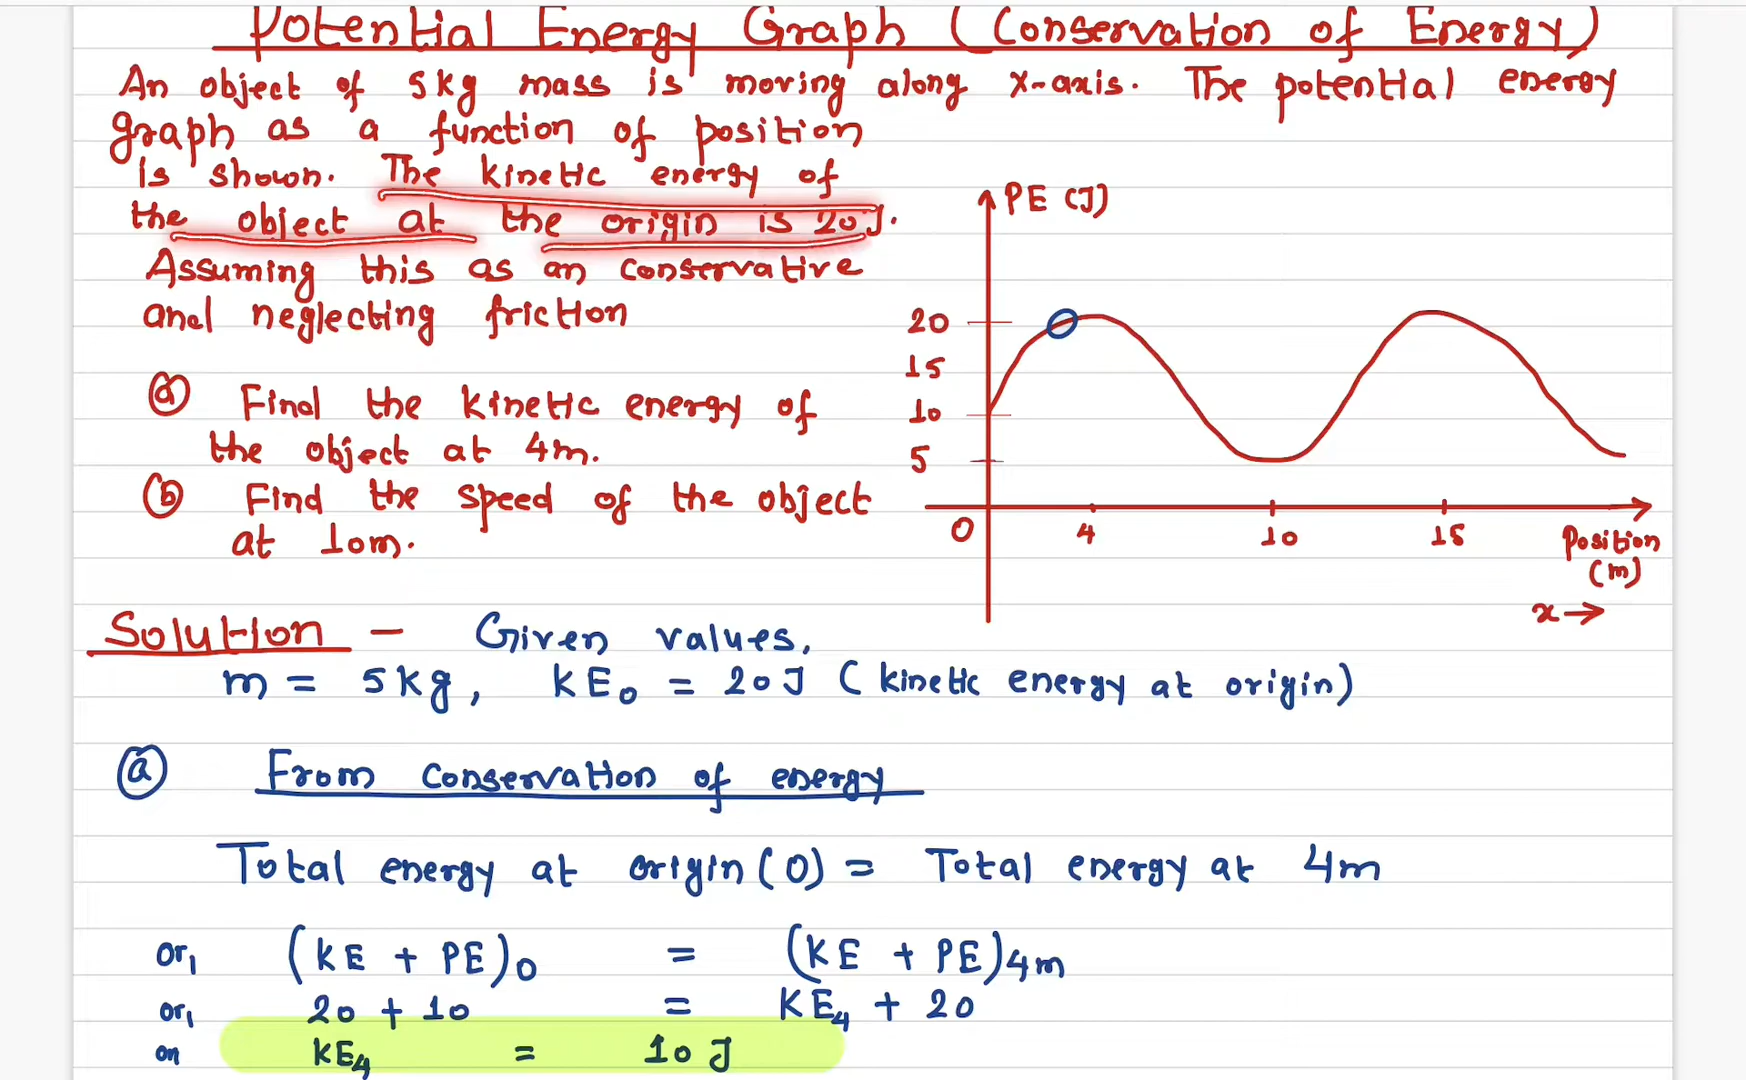 Potential Energy Graph (Conservation of Energy)
An object of 5kg mass is moving along x-axis. The potential energy
graph as a function of position
is shown. The kinetic energy of
the object at the origin is 20J.
Assuming this as an conservative
and neglecting friction
(a) Find the kinetic energy of
the object at 4m.
(b) Find the speed of the object
at 10m.
PE (J)
20
15
10
5
0 4 10 15 Position
(m)
x →
Solution - Given values,
m = 5kg, KE₀ = 20J (kinetic energy at origin)
(a) From conservation of energy
Total energy at origin (0) = Total energy at 4m
or, (KE + PE)₀ = (KE + PE)₄ₘ
or, 20 + 10 = KE₄ + 20
or KE₄ = 10 J